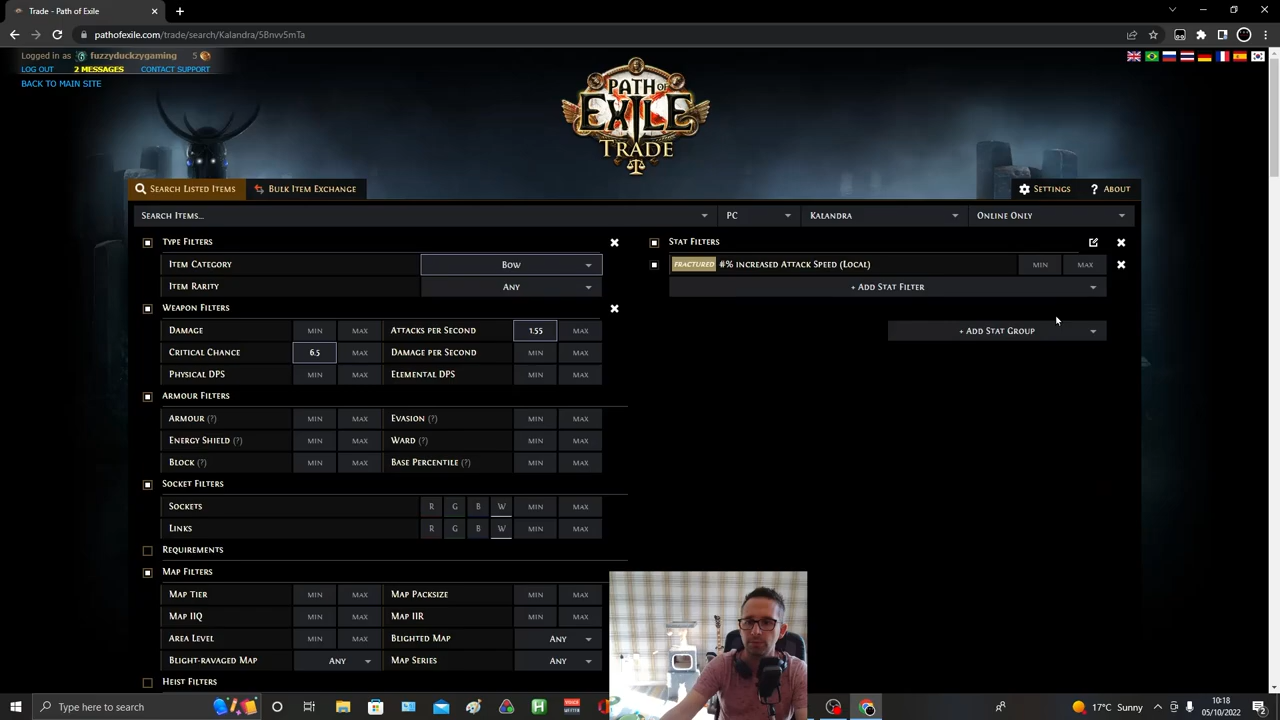 Trade - Path of Exile
pathofexile.com/trade/search/Kalandra/5Bnvv5mTa
Logged in as fuzzyduckzygaming 5
LOG OUT 2 MESSAGES CONTACT SUPPORT
BACK TO MAIN SITE
PATH OF EXILE
TRADE
SEARCH LISTED ITEMS BULK ITEM EXCHANGE SETTINGS ? ABOUT
SEARCH ITEMS... PC KALANDRA ONLINE ONLY
TYPE FILTERS STAT FILTERS
ITEM CATEGORY BOW FRACTURED #% INCREASED ATTACK SPEED (LOCAL) MIN MAX
ITEM RARITY ANY + ADD STAT FILTER
WEAPON FILTERS
DAMAGE MIN MAX ATTACKS PER SECOND 1.55 MAX + ADD STAT GROUP
CRITICAL CHANCE 6.5 MAX DAMAGE PER SECOND MIN MAX
PHYSICAL DPS MIN MAX ELEMENTAL DPS MIN MAX
ARMOUR FILTERS
ARMOUR (?) MIN MAX EVASION (?) MIN MAX
ENERGY SHIELD (?) MIN MAX WARD (?) MIN MAX
BLOCK (?) MIN MAX BASE PERCENTILE (?) MIN MAX
SOCKET FILTERS
SOCKETS R G B W MIN MAX
LINKS R G B W MIN MAX
REQUIREMENTS
MAP FILTERS
MAP TIER MIN MAX MAP PACKSIZE MIN MAX
MAP IIQ MIN MAX MAP IIR MIN MAX
AREA LEVEL MIN MAX BLIGHTED MAP ANY
BLIGHT-RAVAGED MAP ANY MAP SERIES ANY
HEIST FILTERS
Type here to search 17°C Sunny 10:18
05/10/2022